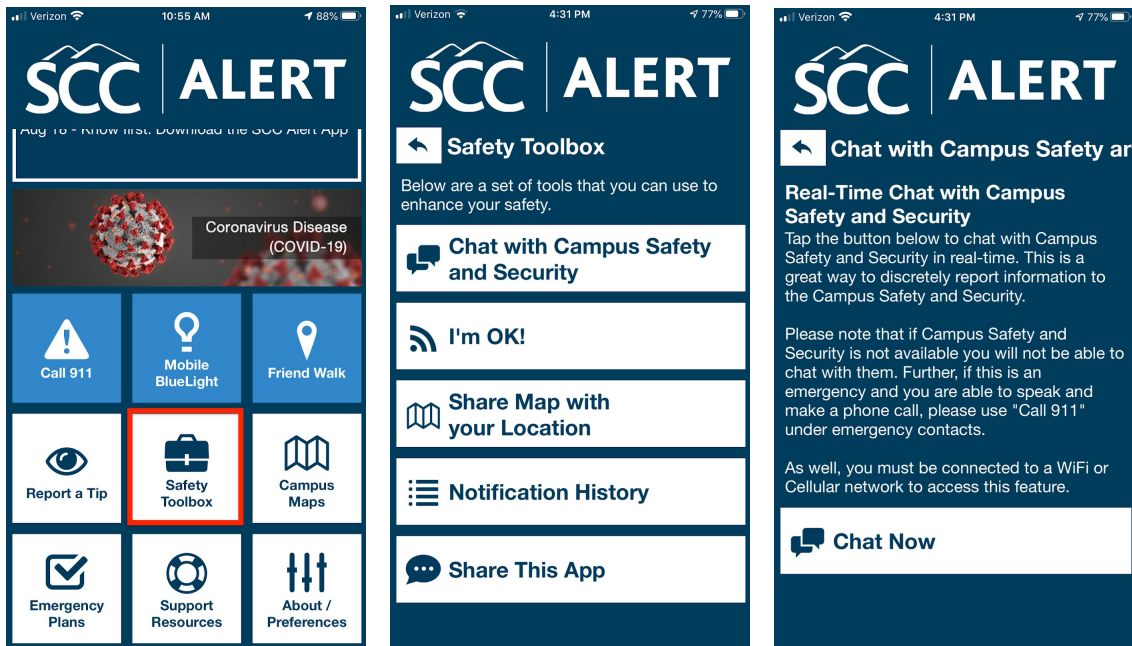 Verizon 10:55 AM 88%
SCC ALERT
Aug 18 - Know first. Download the SCC Alert App
Coronavirus Disease
(COVID-19)
Call 911
Mobile
BlueLight
Friend Walk
Report a Tip
Safety
Toolbox
Campus
Maps
Emergency
Plans
Support
Resources
About /
Preferences
Verizon 4:31 PM 77%
SCC ALERT
Safety Toolbox
Below are a set of tools that you can use to
enhance your safety.
Chat with Campus Safety
and Security
I'm OK!
Share Map with
your Location
Notification History
Share This App
Verizon 4:31 PM 77%
SCC ALERT
Chat with Campus Safety ar
Real-Time Chat with Campus
Safety and Security
Tap the button below to chat with Campus
Safety and Security in real-time. This is a
great way to discretely report information to
the Campus Safety and Security.
Please note that if Campus Safety and
Security is not available you will not be able to
chat with them. Further, if this is an
emergency and you are able to speak and
make a phone call, please use "Call 911"
under emergency contacts.
As well, you must be connected to a WiFi or
Cellular network to access this feature.
Chat Now